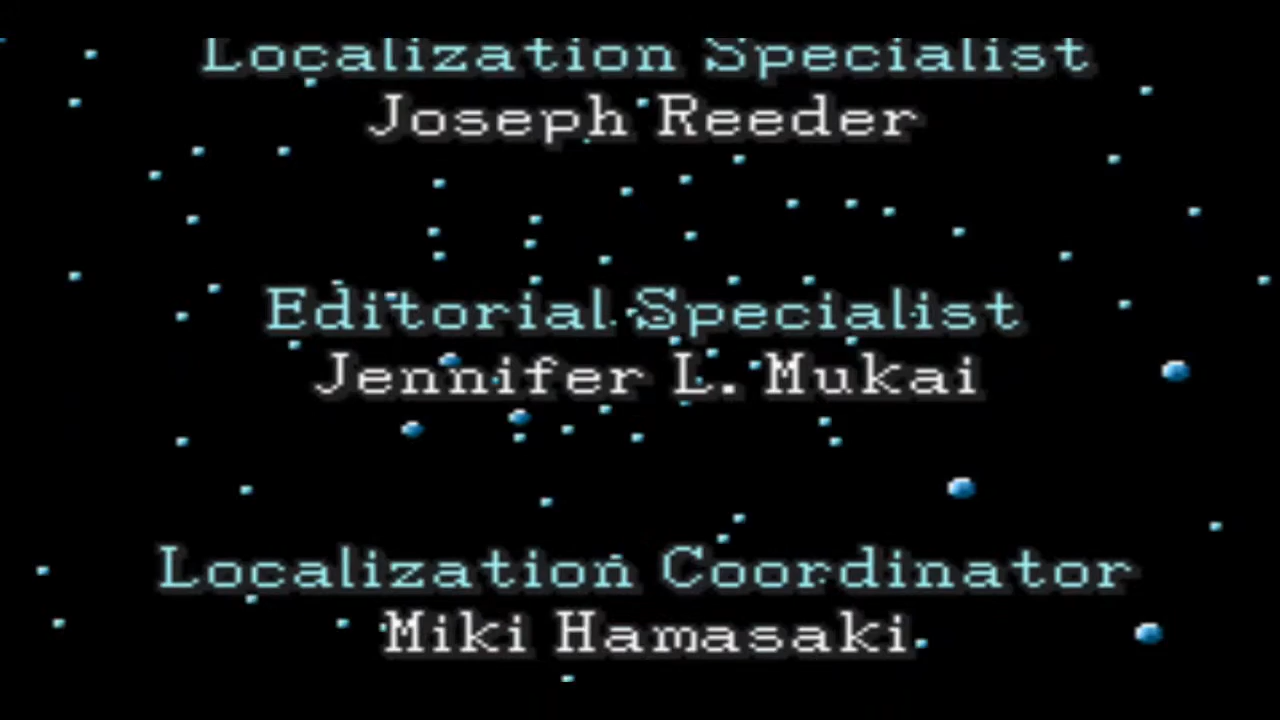 Localization Specialist
Joseph Reeder
Editorial Specialist
Jennifer L. Mukai
Localization Coordinator
Miki Hamasaki